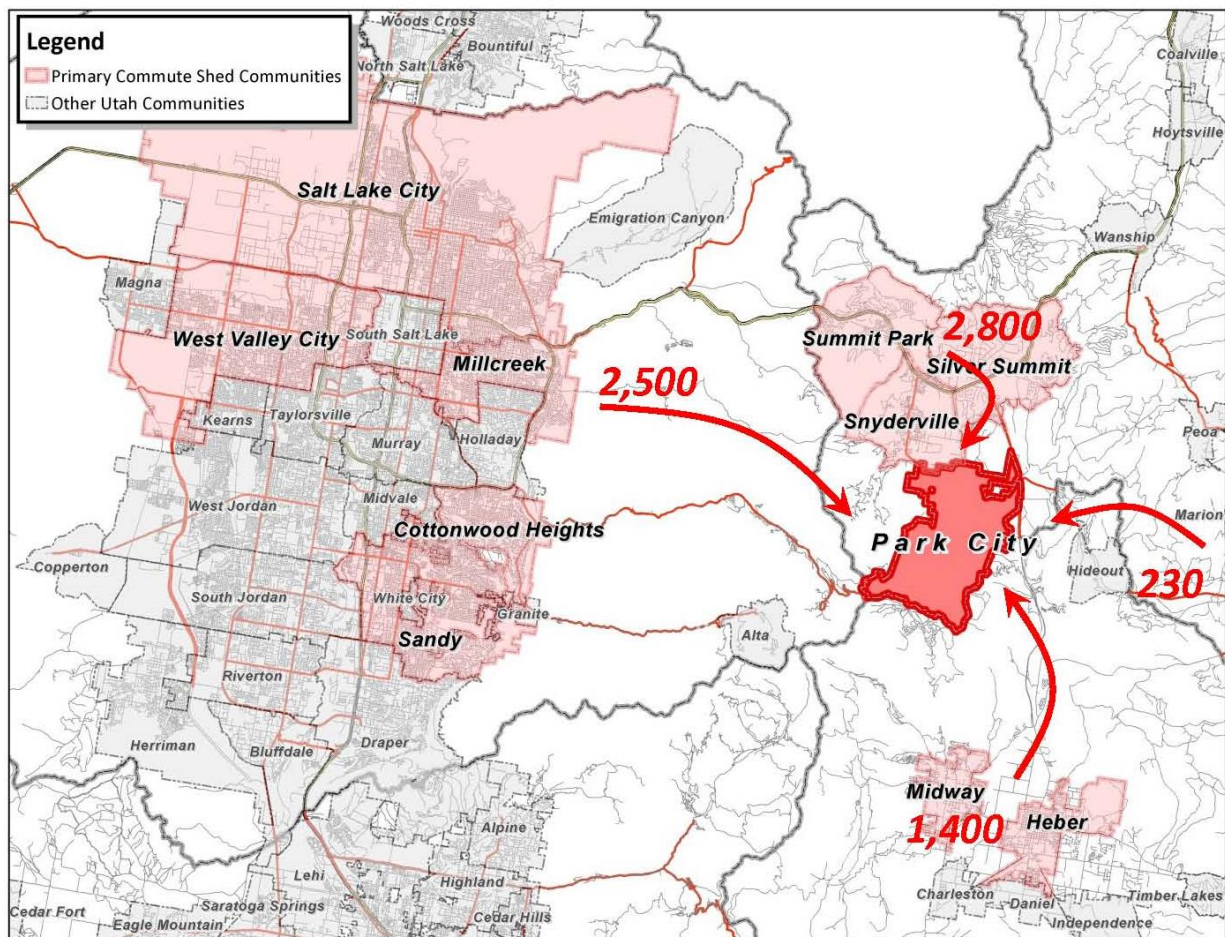 Legend
Primary Commute Shed Communities
Other Utah Communities
Woods Cross
Bountiful
North Salt Lake
Coalville
Hoytsville
Salt Lake City
Emigration Canyon
Wanship
Magna
West Valley City
South Salt Lake
Millcreek
Summit Park
2,800
Silver Summit
2,500
Kearns
Taylorsville
Murray
Holladay
Snyderville
Peoa
West Jordan
Midvale
Cottonwood Heights
Park City
Marion
Copperton
South Jordan
White City
Granite
Hideout
230
Sandy
Alta
Riverton
Herriman
Bluffdale
Draper
Midway
1,400
Heber
Alpine
Lehi
Highland
Charleston
Daniel
Timber Lakes
Independence
Cedar Fort
Saratoga Springs
Eagle Mountain
Cedar Hills